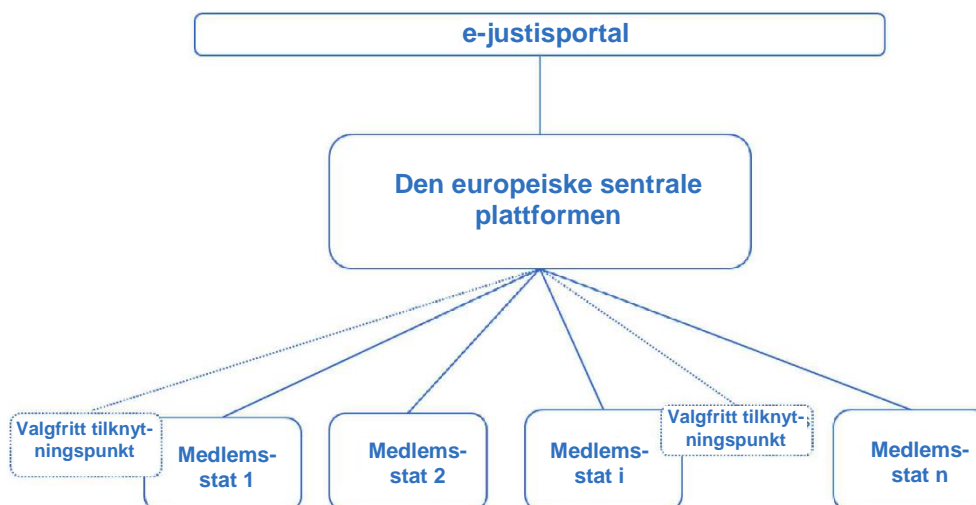 e-justisportal
Den europeiske sentrale
plattformen
Valgfritt tilknyt-
ningspunkt
Medlems-
stat 1
Medlems-
stat 2
Medlems-
stat i
Valgfritt tilknyt-
ningspunkt
Medlems-
stat n